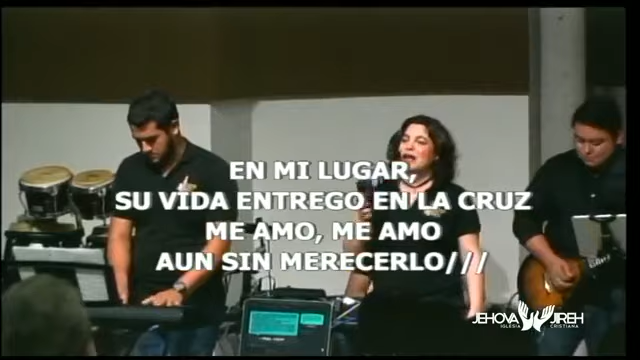 EN MI LUGAR,
SU VIDA ENTREGO EN LA CRUZ
ME AMO, ME AMO
AUN SIN MERECERLO///
JEHOVA JIREH
IGLESIA CRISTIANA